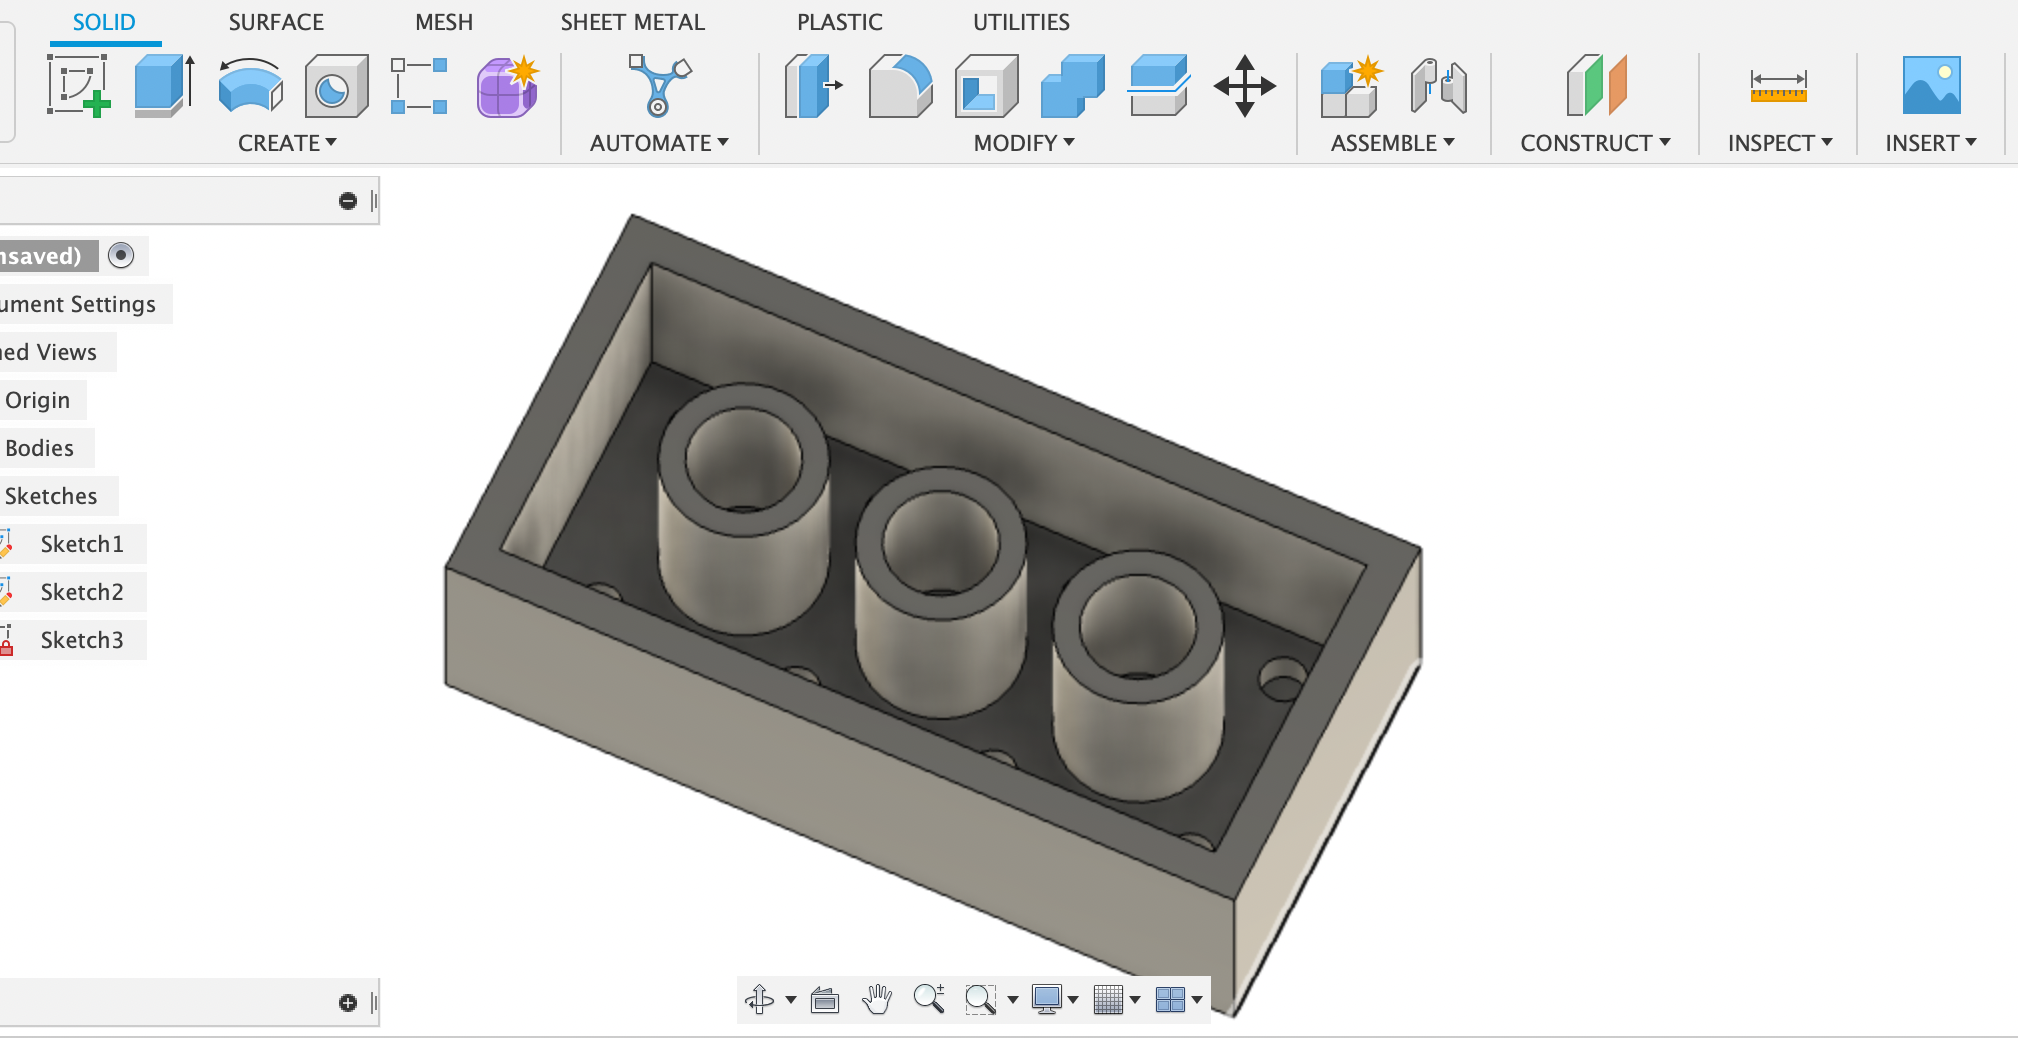 SOLID SURFACE MESH SHEET METAL PLASTIC UTILITIES
CREATE AUTOMATE MODIFY ASSEMBLE CONSTRUCT INSPECT INSERT
nsaved)
ument Settings
ned Views
Origin
Bodies
Sketches
Sketch1
Sketch2
Sketch3